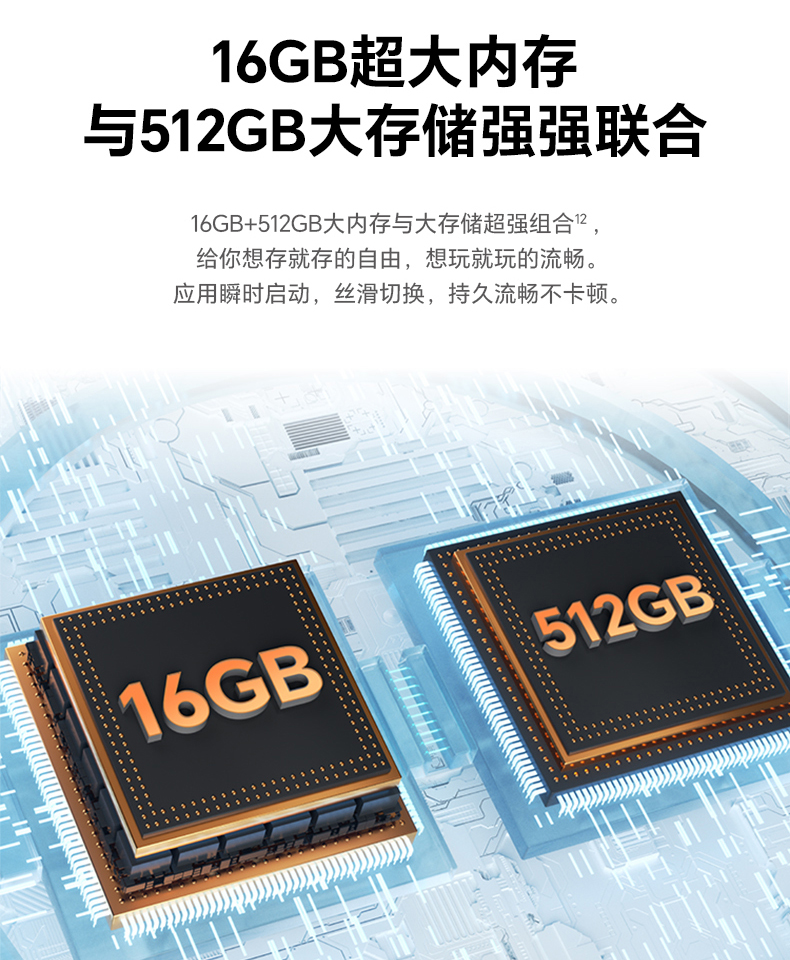 16GB超大内存
与512GB大存储强强联合
16GB+512GB大内存与大存储超强组合¹²，
给你想存就存的自由，想玩就玩的流畅。
应用瞬时启动，丝滑切换，持久流畅不卡顿。
512GB
16GB